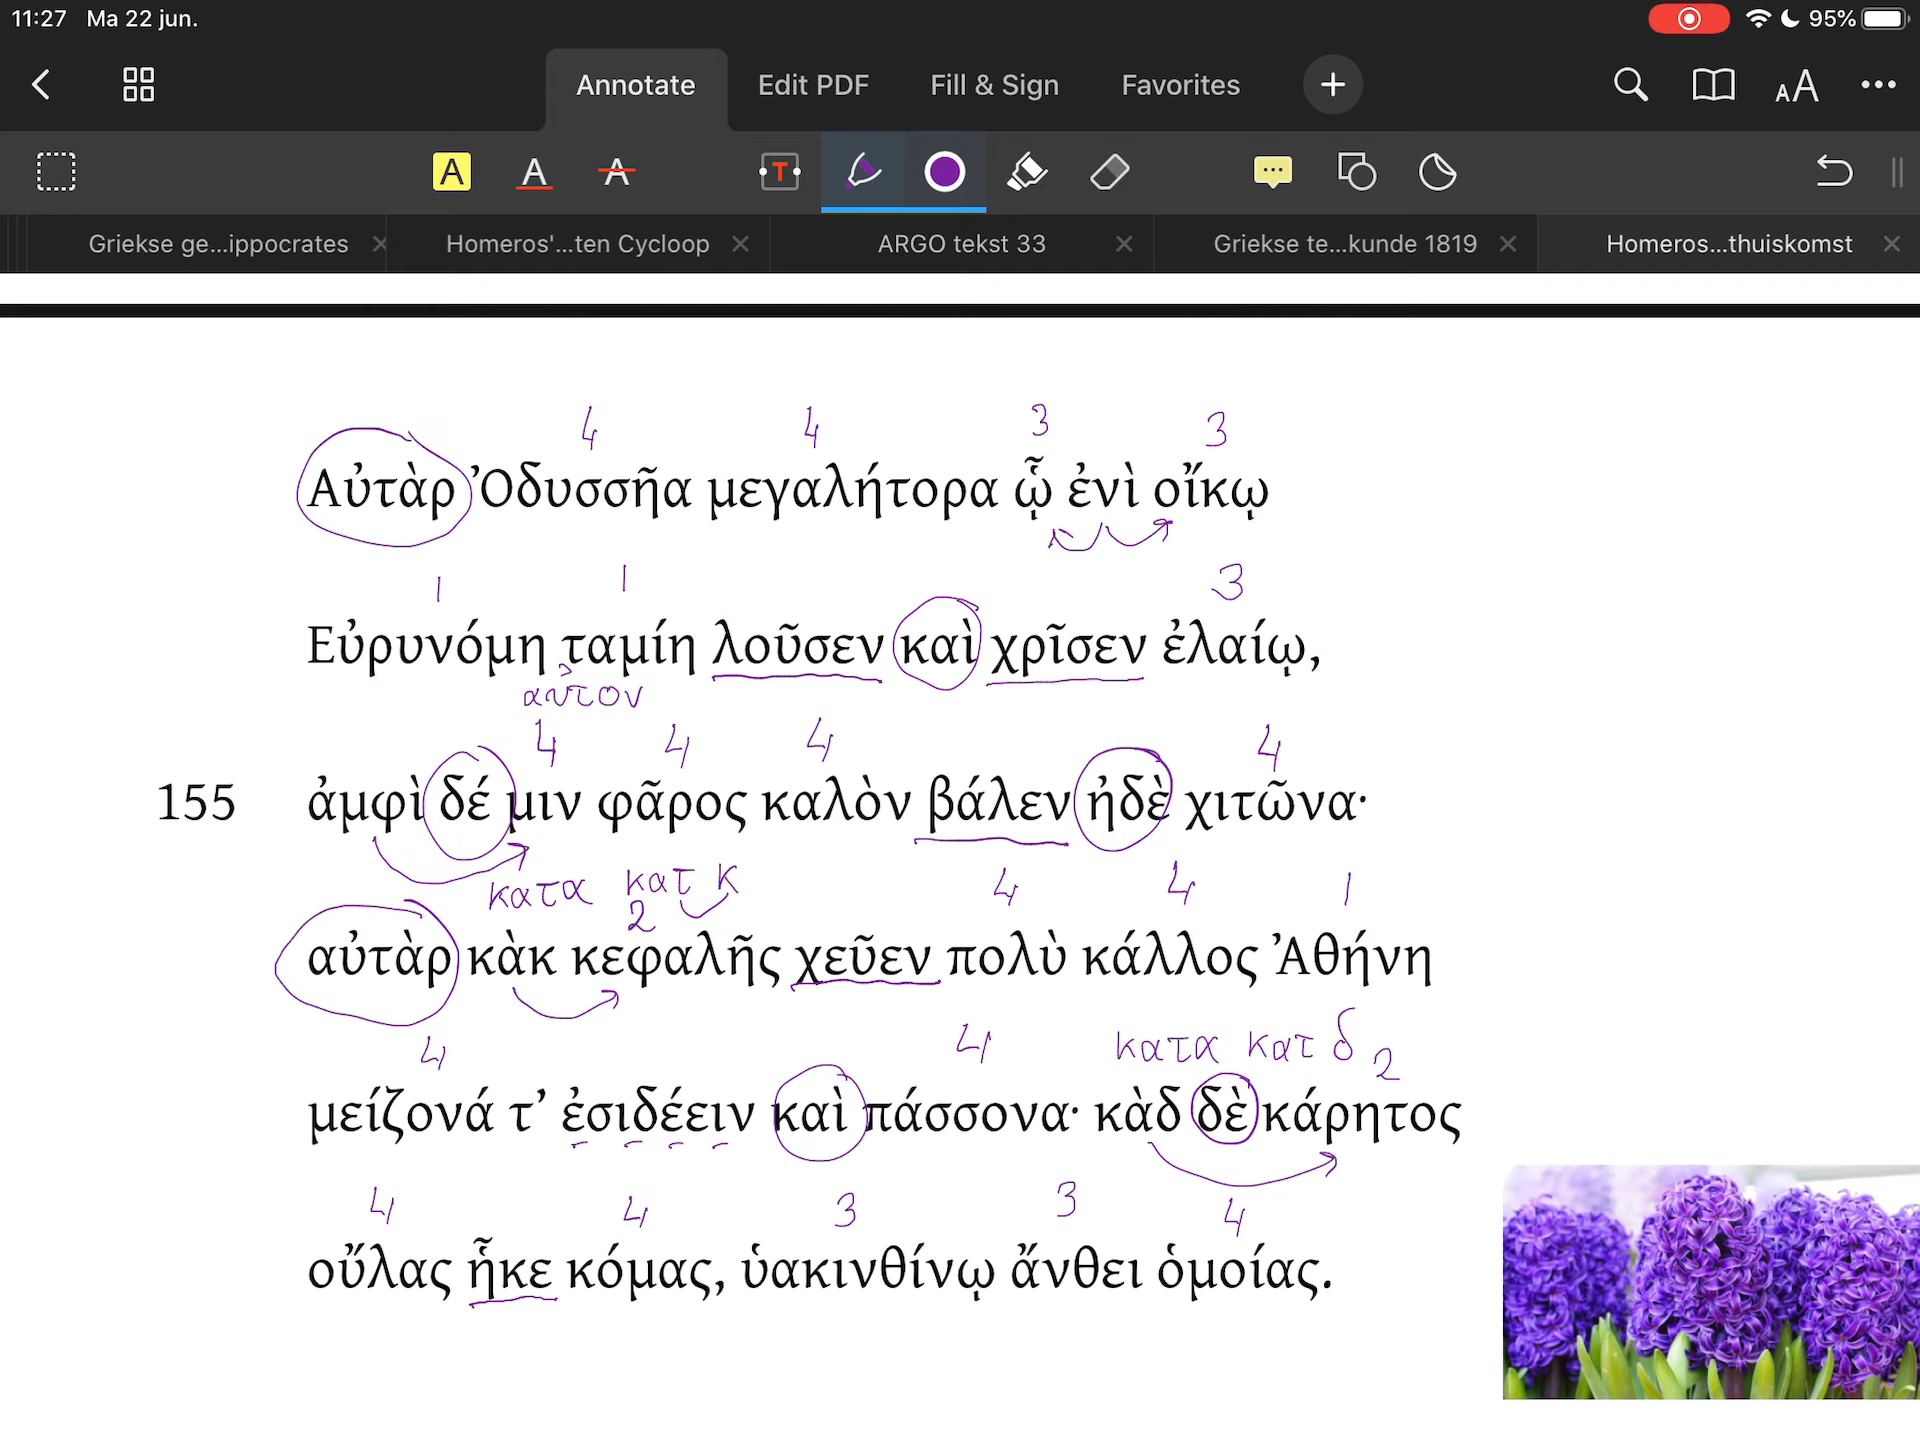 11:27 Ma 22 jun. 95%
Annotate Edit PDF Fill & Sign Favorites
A A A T AA
Griekse ge...ippocrates Homeros'...ten Cycloop ARGO tekst 33 Griekse te...kunde 1819 Homeros...thuiskomst
4 4 3 3
Αὐτὰρ Ὀδυσσῆα μεγαλήτορα ᾧ ἐνὶ οἴκῳ
1 1 3
Εὐρυνόμη ταμίη λοῦσεν καὶ χρῖσεν ἐλαίῳ,
αὐτον
4 4 4 4
155 ἀμφὶ δέ μιν φᾶρος καλὸν βάλεν ἠδὲ χιτῶνα·
κατα κατ κ 4 4 1
2
αὐτὰρ κὰκ κεφαλῆς χεῦεν πολὺ κάλλος Ἀθήνη
4 4 κατα κατ δ 2
μείζονά τ’ ἐσιδέειν καὶ πάσσονα· κὰδ δὲ κάρητος
4 4 3 3 4
οὔλας ἧκε κόμας, ὑακινθίνῳ ἄνθει ὁμοίας.